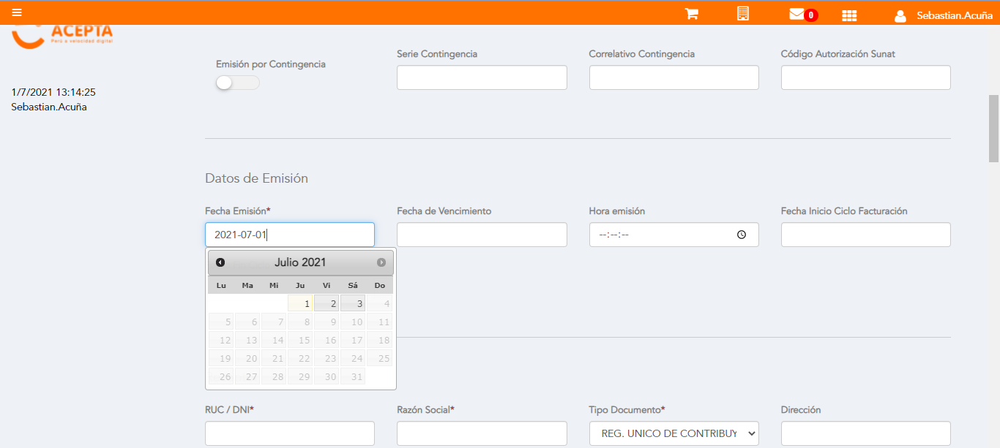 0
Sebastian.Acuña
ACEPTA
Perú a velocidad digital
1/7/2021 13:14:25
Sebastian.Acuña
Emisión por Contingencia
Serie Contingencia
Correlativo Contingencia
Código Autorización Sunat
Datos de Emisión
Fecha Emisión*
Fecha de Vencimiento
Hora emisión
Fecha Inicio Ciclo Facturación
2021-07-01
--:--:--
Julio 2021
Lu Ma Mi Ju Vi Sá Do
1 2 3 4
5 6 7 8 9 10 11
12 13 14 15 16 17 18
19 20 21 22 23 24 25
26 27 28 29 30 31
RUC / DNI*
Razón Social*
Tipo Documento*
Dirección
REG. UNICO DE CONTRIBUY